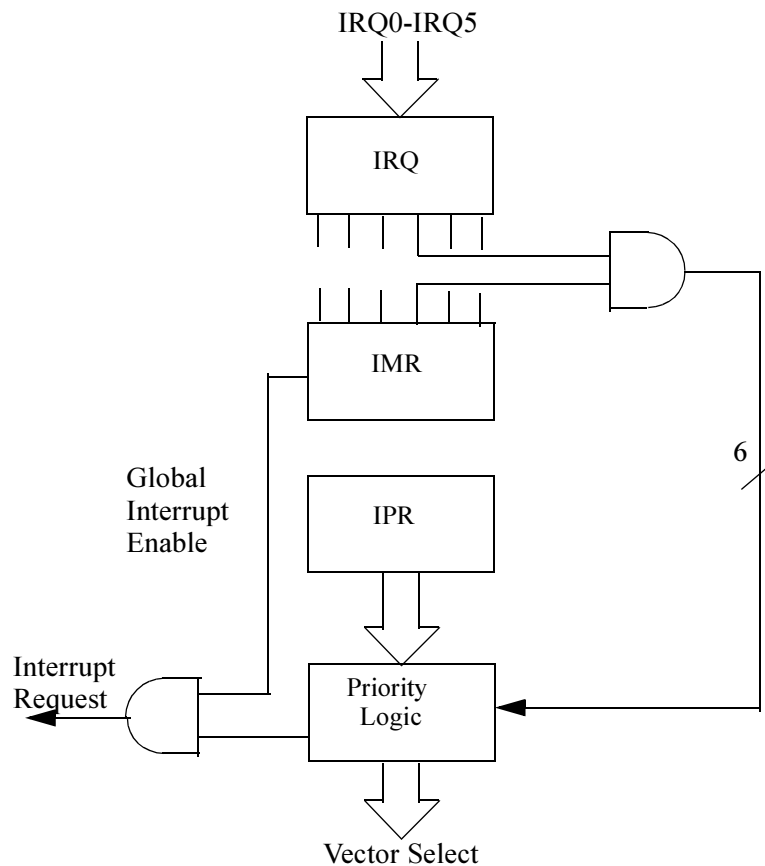 IRQ0-IRQ5
IRQ
IMR
6
Global
Interrupt
Enable
IPR
Interrupt
Request
Priority
Logic
Vector Select